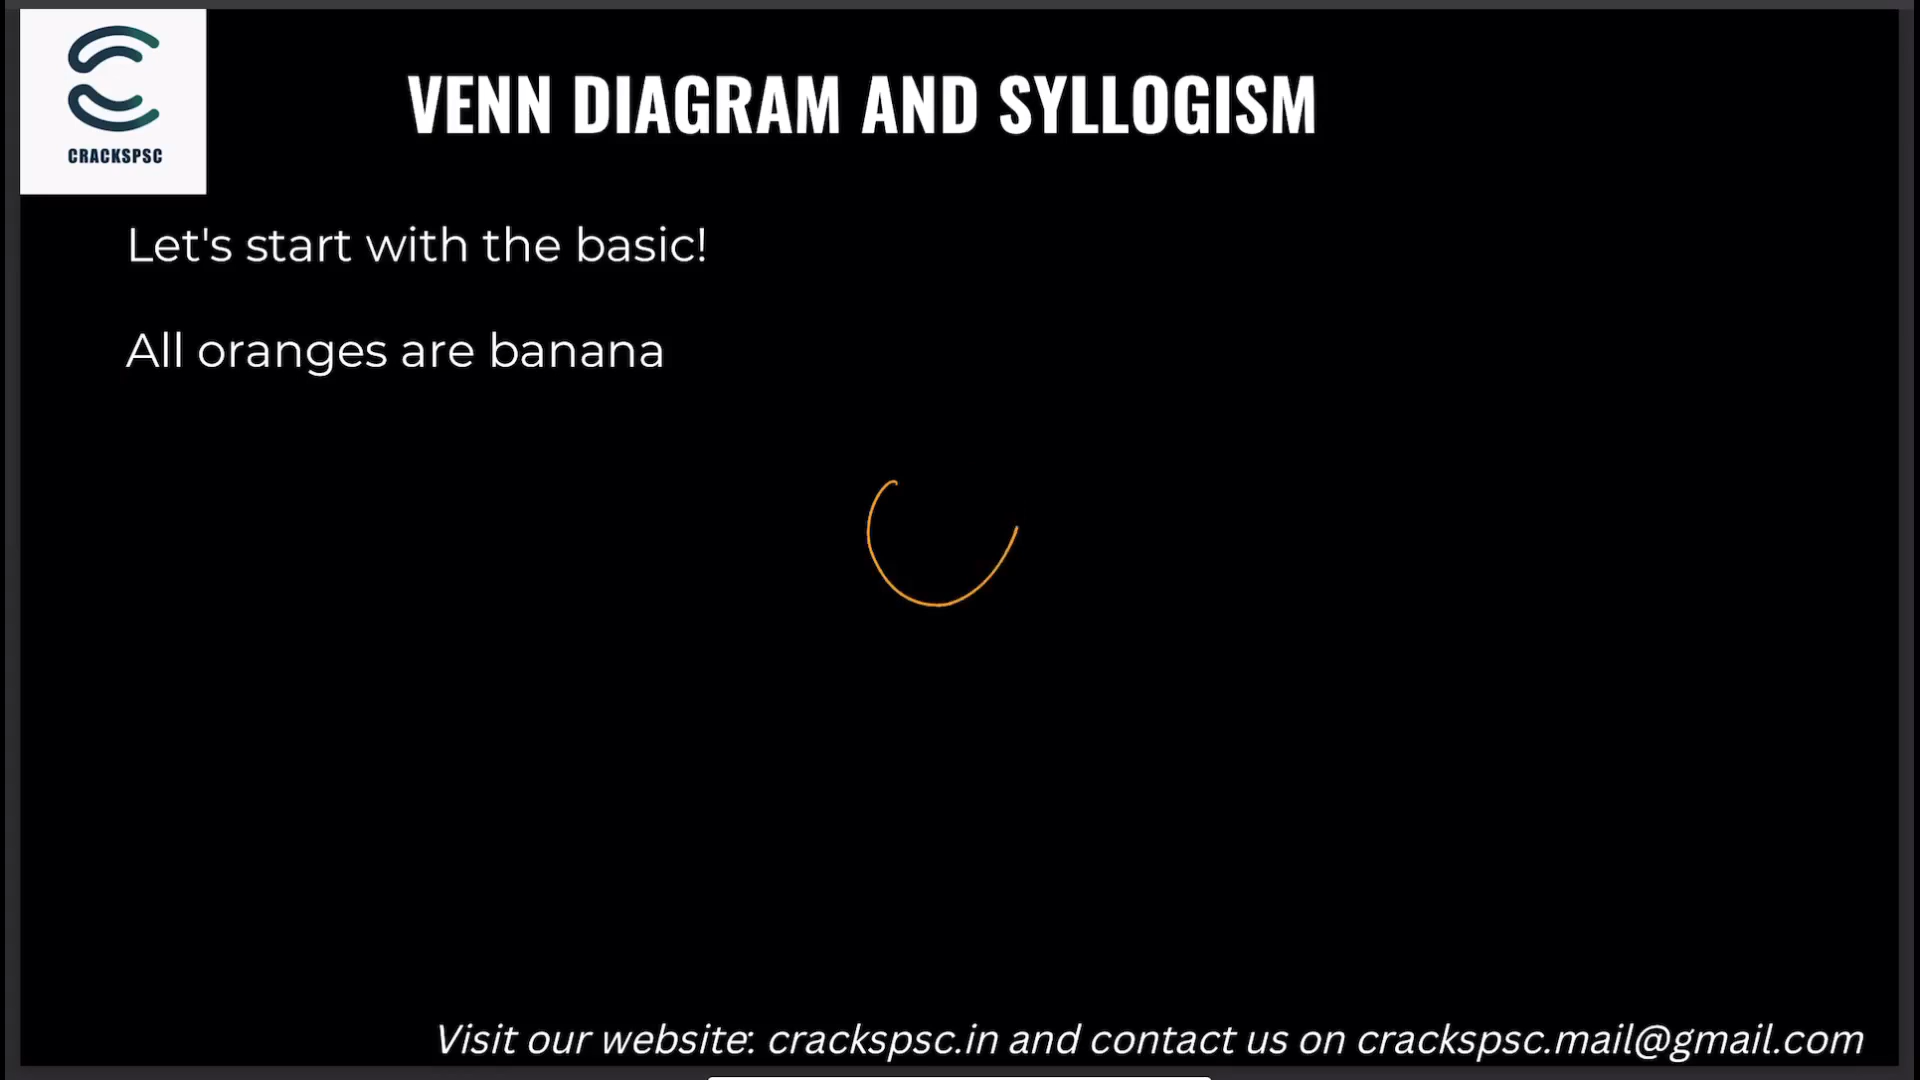 CRACKSPSC
VENN DIAGRAM AND SYLLOGISM
Let's start with the basic!
All oranges are banana
Visit our website: crackspsc.in and contact us on crackspsc.mail@gmail.com